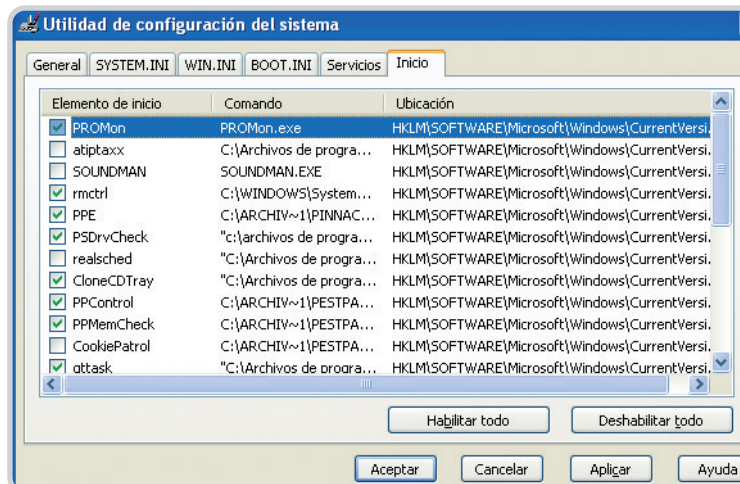 Utilidad de configuración del sistema
General SYSTEM.INI WIN.INI BOOT.INI Servicios Inicio
Elemento de inicio Comando Ubicación
PROMon PROMon.exe HKLM\SOFTWARE\Microsoft\Windows\CurrentVersi.
atiptaxx C:\Archivos de progra... HKLM\SOFTWARE\Microsoft\Windows\CurrentVersi.
SOUNDMAN SOUNDMAN.EXE HKLM\SOFTWARE\Microsoft\Windows\CurrentVersi.
rmctrl C:\WINDOWS\System... HKLM\SOFTWARE\Microsoft\Windows\CurrentVersi.
PPE C:\ARCHIV~1\PINNAC... HKLM\SOFTWARE\Microsoft\Windows\CurrentVersi.
PSDrvCheck "c:\archivos de progra... HKLM\SOFTWARE\Microsoft\Windows\CurrentVersi.
realsched "C:\Archivos de progra... HKLM\SOFTWARE\Microsoft\Windows\CurrentVersi.
CloneCDTray "C:\Archivos de progra... HKLM\SOFTWARE\Microsoft\Windows\CurrentVersi.
PPControl C:\ARCHIV~1\PESTPA... HKLM\SOFTWARE\Microsoft\Windows\CurrentVersi.
PPMemCheck C:\ARCHIV~1\PESTPA... HKLM\SOFTWARE\Microsoft\Windows\CurrentVersi.
CookiePatrol C:\ARCHIV~1\PESTPA... HKLM\SOFTWARE\Microsoft\Windows\CurrentVersi.
qttask "C:\Archivos de progra... HKLM\SOFTWARE\Microsoft\Windows\CurrentVersi.
Habilitar todo Deshabilitar todo
Aceptar Cancelar Aplicar Ayuda